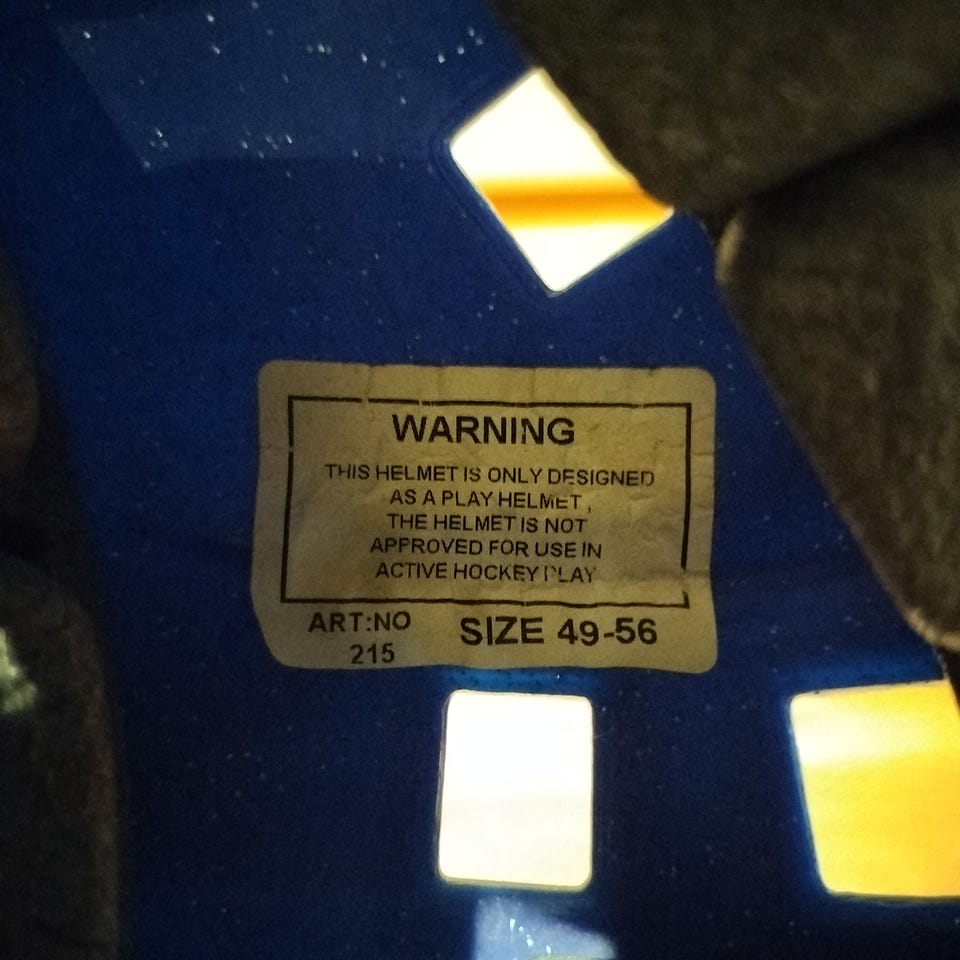 WARNING
THIS HELMET IS ONLY DESIGNED
AS A PLAY HELMET,
THE HELMET IS NOT
APPROVED FOR USE IN
ACTIVE HOCKEY PLAY
ART:NO SIZE 49-56
215